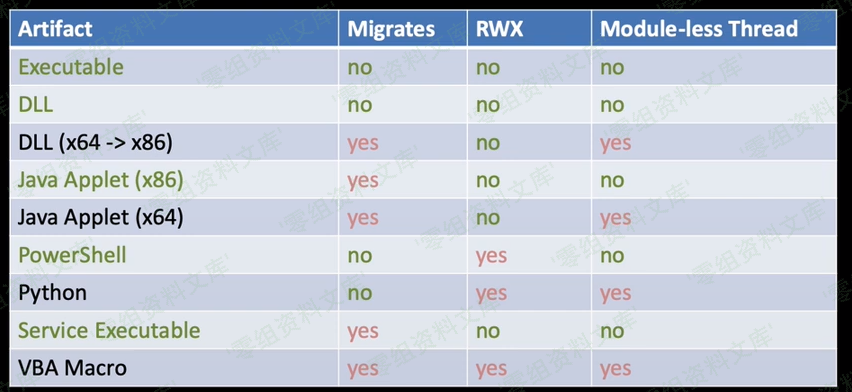 Artifact Migrates RWX Module-less Thread
Executable no no no
DLL no no no
DLL (x64 -> x86) yes no yes
Java Applet (x86) yes no no
Java Applet (x64) yes no yes
PowerShell no yes no
Python no yes yes
Service Executable yes no no
VBA Macro yes yes yes
'零组资料文库'